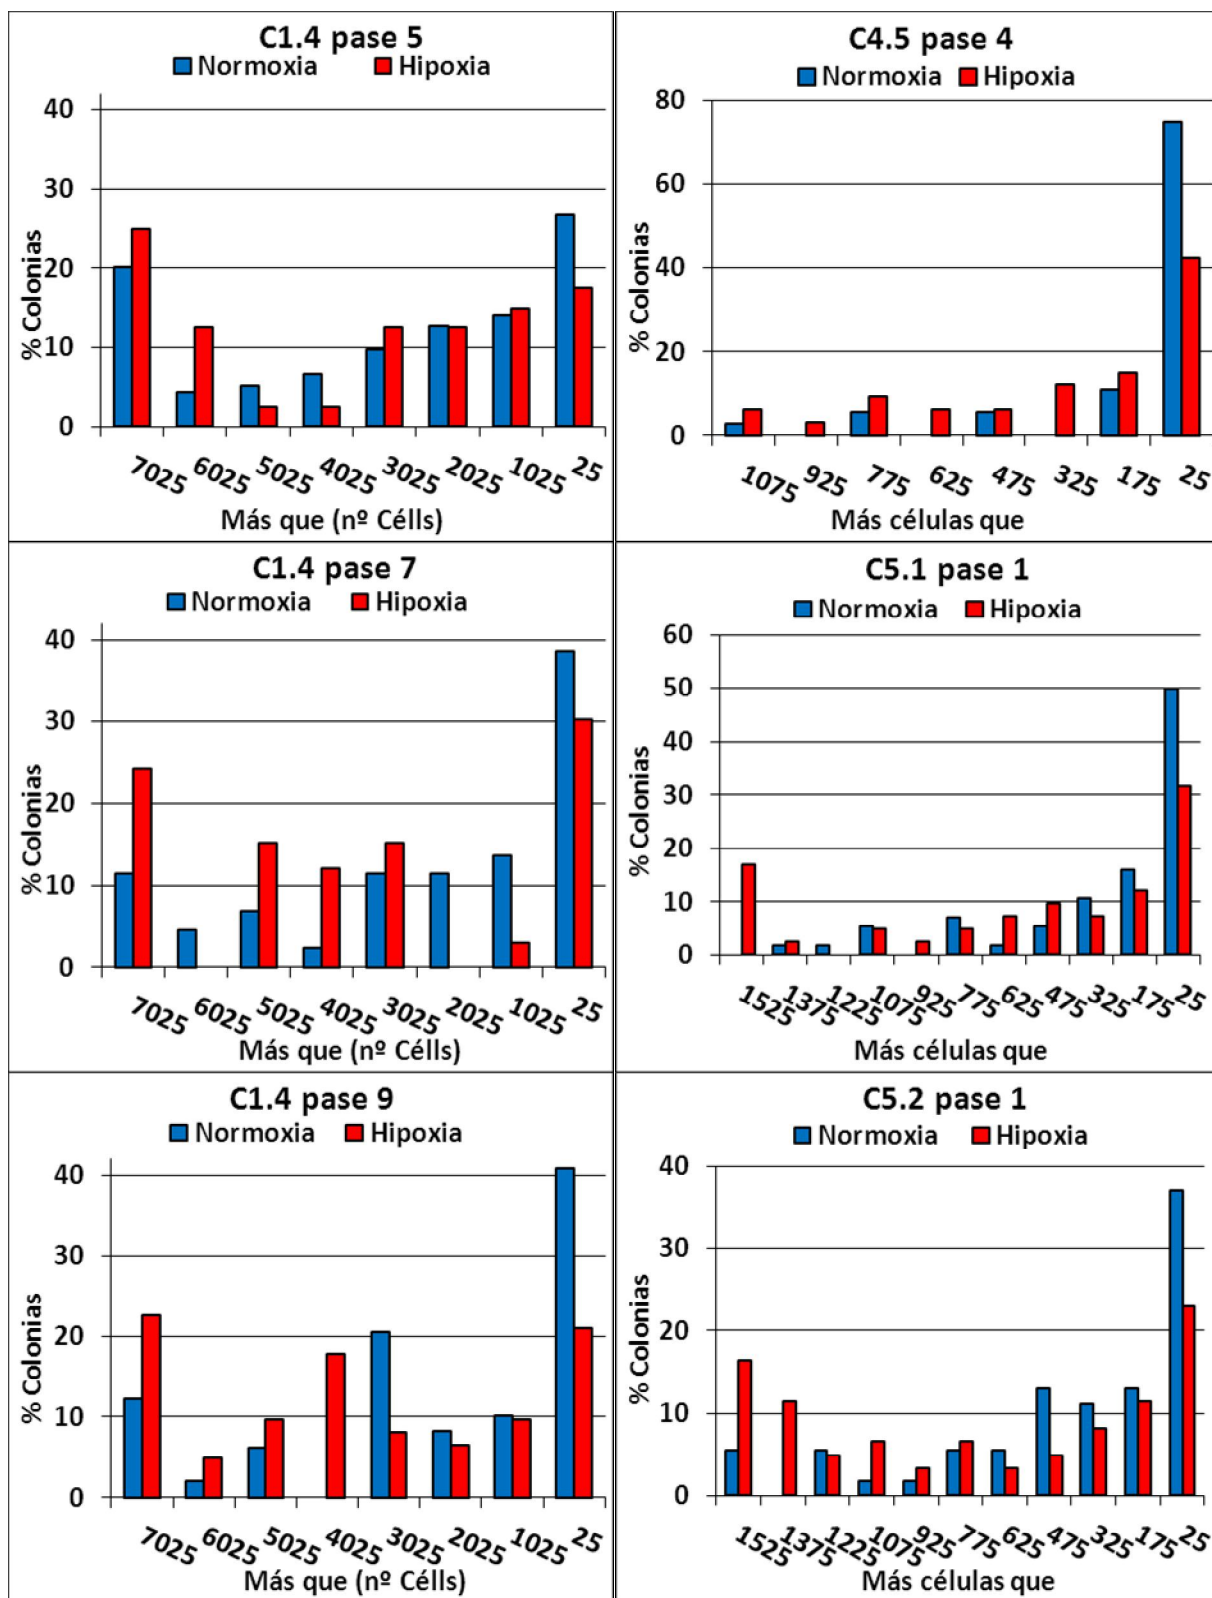 C1.4 pase 5
Normoxia Hipoxia
40
30
20
10
0
% Colonias
7025 6025 5025 4025 3025 2025 1025 25
Más que (nº Célls)
C4.5 pase 4
Normoxia Hipoxia
80
60
40
20
0
% Colonias
1075 925 775 625 475 325 175 25
Más células que
C1.4 pase 7
Normoxia Hipoxia
40
30
20
10
0
% Colonias
7025 6025 5025 4025 3025 2025 1025 25
Más que (nº Célls)
C5.1 pase 1
Normoxia Hipoxia
60
50
40
30
20
10
0
% Colonias
1525 1375 1225 1075 925 775 625 475 325 175 25
Más células que
C1.4 pase 9
Normoxia Hipoxia
40
30
20
10
0
% Colonias
7025 6025 5025 4025 3025 2025 1025 25
Más que (nº Célls)
C5.2 pase 1
Normoxia Hipoxia
40
30
20
10
0
% Colonias
1525 1375 1225 1075 925 775 625 475 325 175 25
Más células que